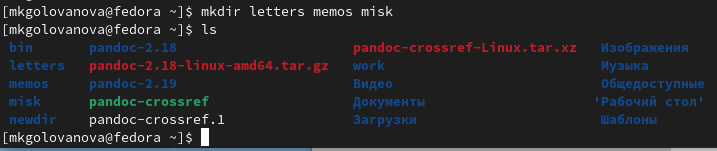 [mkgolovanova@fedora ~]$ mkdir letters memos misk
[mkgolovanova@fedora ~]$ ls
bin pandoc-2.18 pandoc-crossref-Linux.tar.xz Изображения
letters pandoc-2.18-linux-amd64.tar.gz work Музыка
memos pandoc-2.19 Видео Общедоступные
misk pandoc-crossref Документы 'Рабочий стол'
newdir pandoc-crossref.1 Загрузки Шаблоны
[mkgolovanova@fedora ~]$